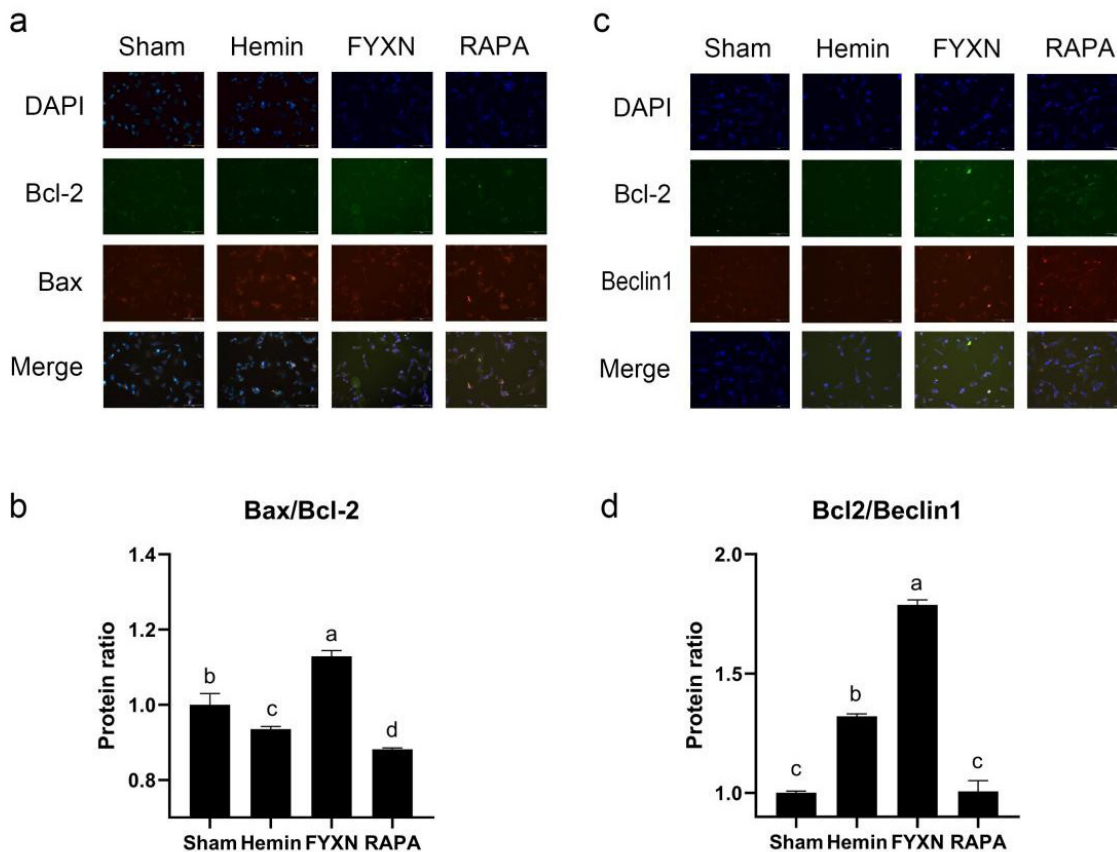 a
Sham Hemin FYXN RAPA
DAPI
Bcl-2
Bax
Merge
c
Sham Hemin FYXN RAPA
DAPI
Bcl-2
Beclin1
Merge
b
Bax/Bcl-2
Protein ratio
1.4
1.2
1.0
0.8
b
c
a
d
Sham Hemin FYXN RAPA
d
Bcl2/Beclin1
Protein ratio
2.0
1.5
1.0
c
b
a
c
Sham Hemin FYXN RAPA